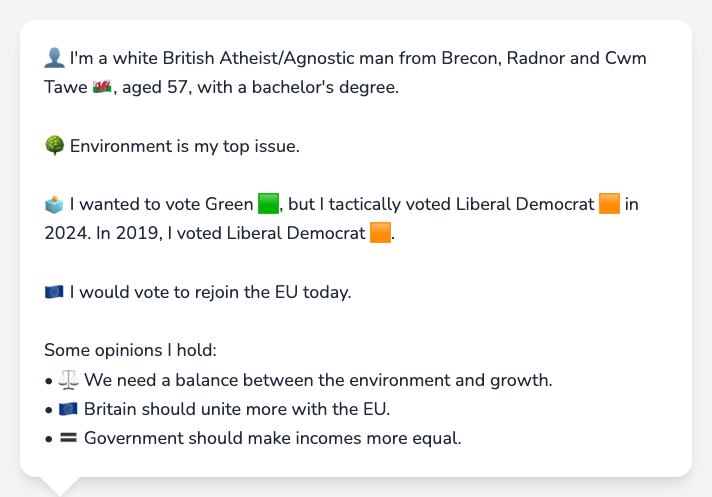 👤 I'm a white British Atheist/Agnostic man from Brecon, Radnor and Cwm
Tawe 🏴󠁧󠁢󠁷󠁬󠁳󠁿, aged 57, with a bachelor's degree.
🌳 Environment is my top issue.
🗳️ I wanted to vote Green 🟩, but I tactically voted Liberal Democrat 🟧 in
2024. In 2019, I voted Liberal Democrat 🟧.
🇪🇺 I would vote to rejoin the EU today.
Some opinions I hold:
• ⚖️ We need a balance between the environment and growth.
• 🇪🇺 Britain should unite more with the EU.
• 🟰 Government should make incomes more equal.